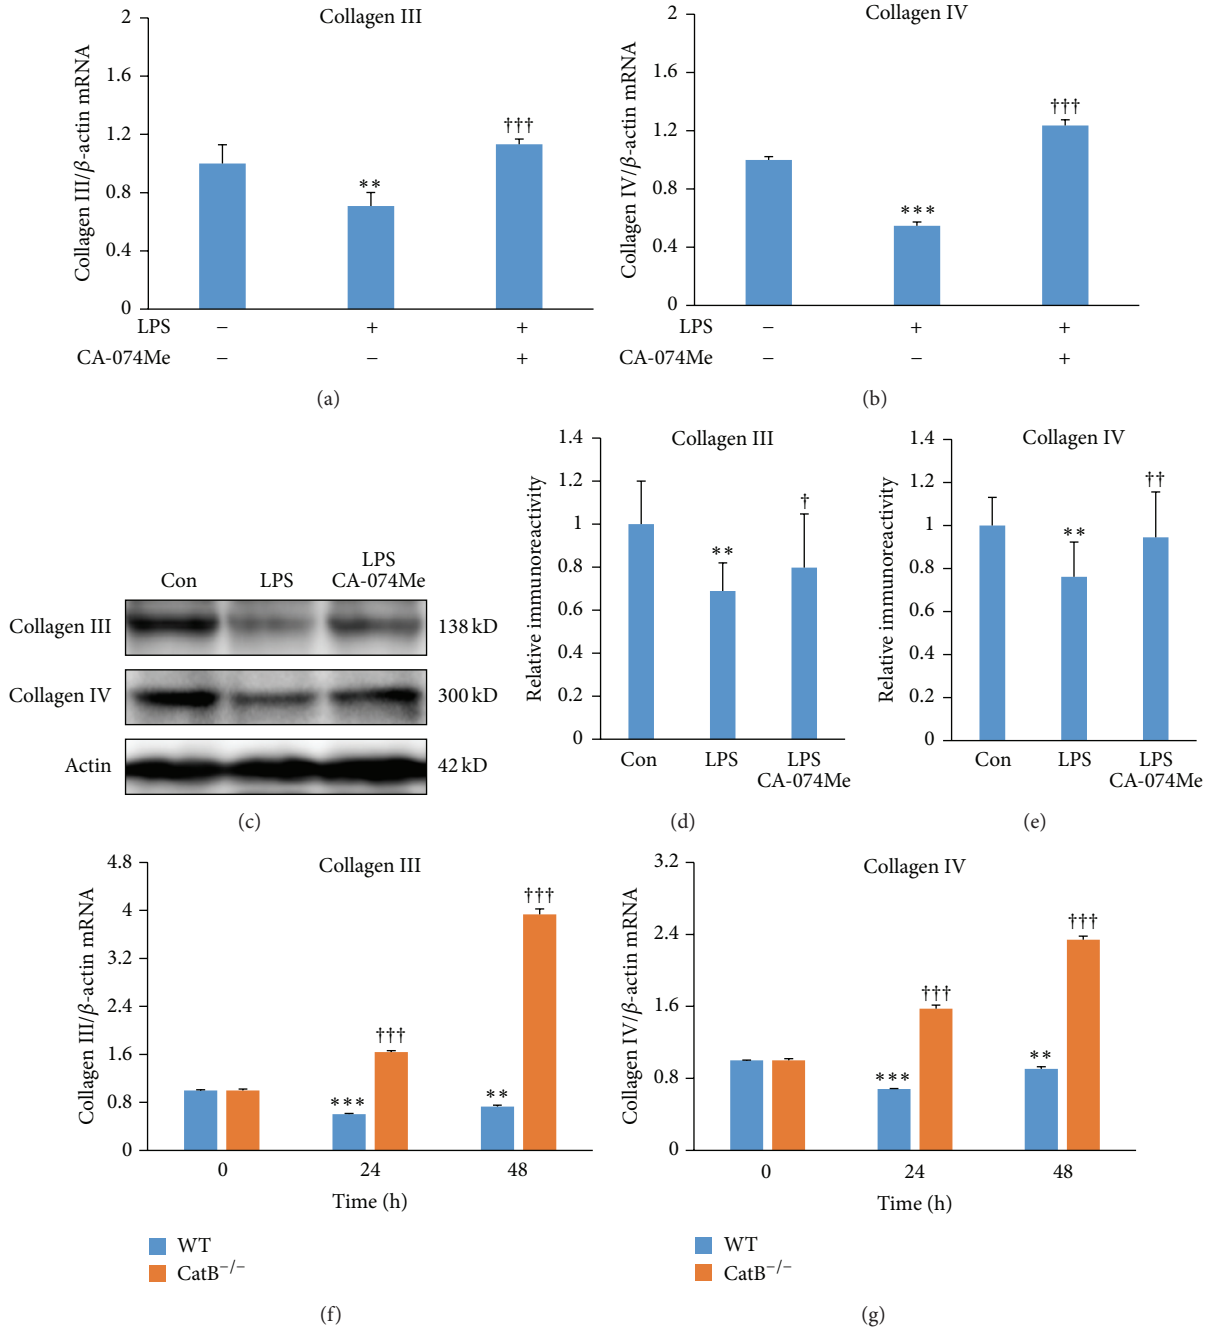 Collagen III
Collagen III/β-actin mRNA
2
1.6
1.2
0.8
0.4
0
**
†††
LPS − + +
CA-074Me − − +
(a)
Collagen IV
Collagen IV/β-actin mRNA
2
1.6
1.2
0.8
0.4
0
***
†††
LPS − + +
CA-074Me − − +
(b)
Con LPS LPS
CA-074Me
Collagen III 138 kD
Collagen IV 300 kD
Actin 42 kD
(c)
Collagen III
Relative immunoreactivity
1.4
1.2
1
0.8
0.6
0.4
0.2
0
**
†
Con LPS LPS
CA-074Me
(d)
Collagen IV
Relative immunoreactivity
1.4
1.2
1
0.8
0.6
0.4
0.2
0
**
††
Con LPS LPS
CA-074Me
(e)
Collagen III
Collagen III/β-actin mRNA
4.8
4
3.2
2.4
1.6
0.8
0
***
†††
**
†††
0 24 48
Time (h)
WT
CatB−/−
(f)
Collagen IV
Collagen IV/β-actin mRNA
3.2
2.4
1.6
0.8
0
***
†††
**
†††
0 24 48
Time (h)
WT
CatB−/−
(g)